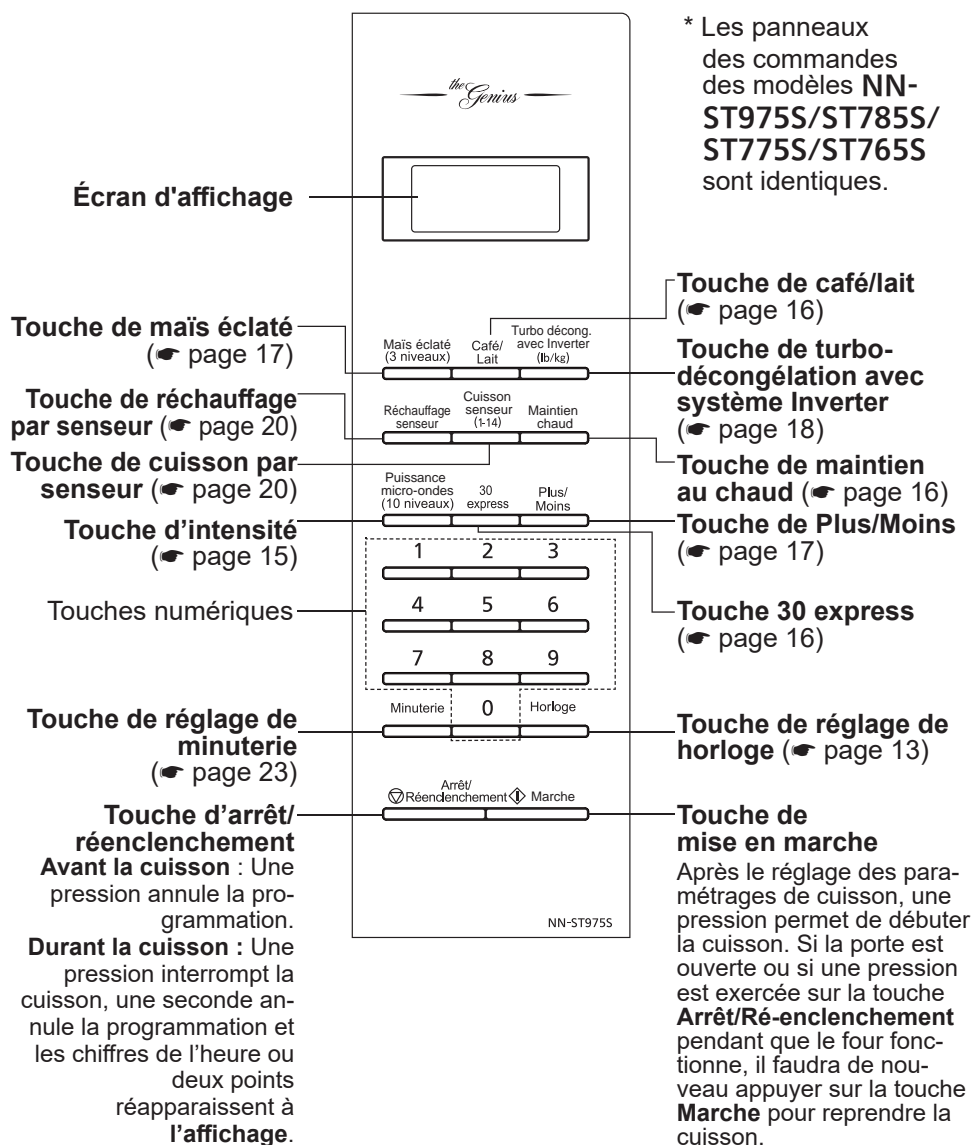 * Les panneaux
des commandes
des modèles NN-
ST975S/ST785S/
ST775S/ST765S
sont identiques.
the Genius
Écran d'affichage
Touche de maïs éclaté
(☛ page 17)
Touche de réchauffage
par senseur (☛ page 20)
Touche de cuisson par
senseur (☛ page 20)
Touche d’intensité
(☛ page 15)
Touches numériques
Touche de réglage de
minuterie
(☛ page 23)
Touche d’arrêt/
réenclenchement
Avant la cuisson : Une
pression annule la pro-
grammation.
Durant la cuisson : Une
pression interrompt la
cuisson, une seconde an-
nule la programmation et
les chiffres de l’heure ou
deux points
réapparaissent à
l’affichage.
Maïs éclaté
(3 niveaux)
Café/
Lait
Turbo décong.
avec Inverter
(lb/kg)
Réchauffage
senseur
Cuisson
senseur
(1-14)
Maintien
chaud
Puissance
micro-ondes
(10 niveaux)
30
express
Plus/
Moins
1 2 3
4 5 6
7 8 9
Minuterie 0 Horloge
Arrêt/
Réenclenchement Marche
NN-ST975S
Touche de café/lait
(☛ page 16)
Touche de turbo-
décongélation avec
système Inverter
(☛ page 18)
Touche de maintien
au chaud (☛ page 16)
Touche de Plus/Moins
(☛ page 17)
Touche 30 express
(☛ page 16)
Touche de réglage de
horloge (☛ page 13)
Touche de
mise en marche
Après le réglage des para-
métrages de cuisson, une
pression permet de débuter
la cuisson. Si la porte est
ouverte ou si une pression
est exercée sur la touche
Arrêt/Ré-enclenchement
pendant que le four fonc-
tionne, il faudra de nou-
veau appuyer sur la touche
Marche pour reprendre la
cuisson.